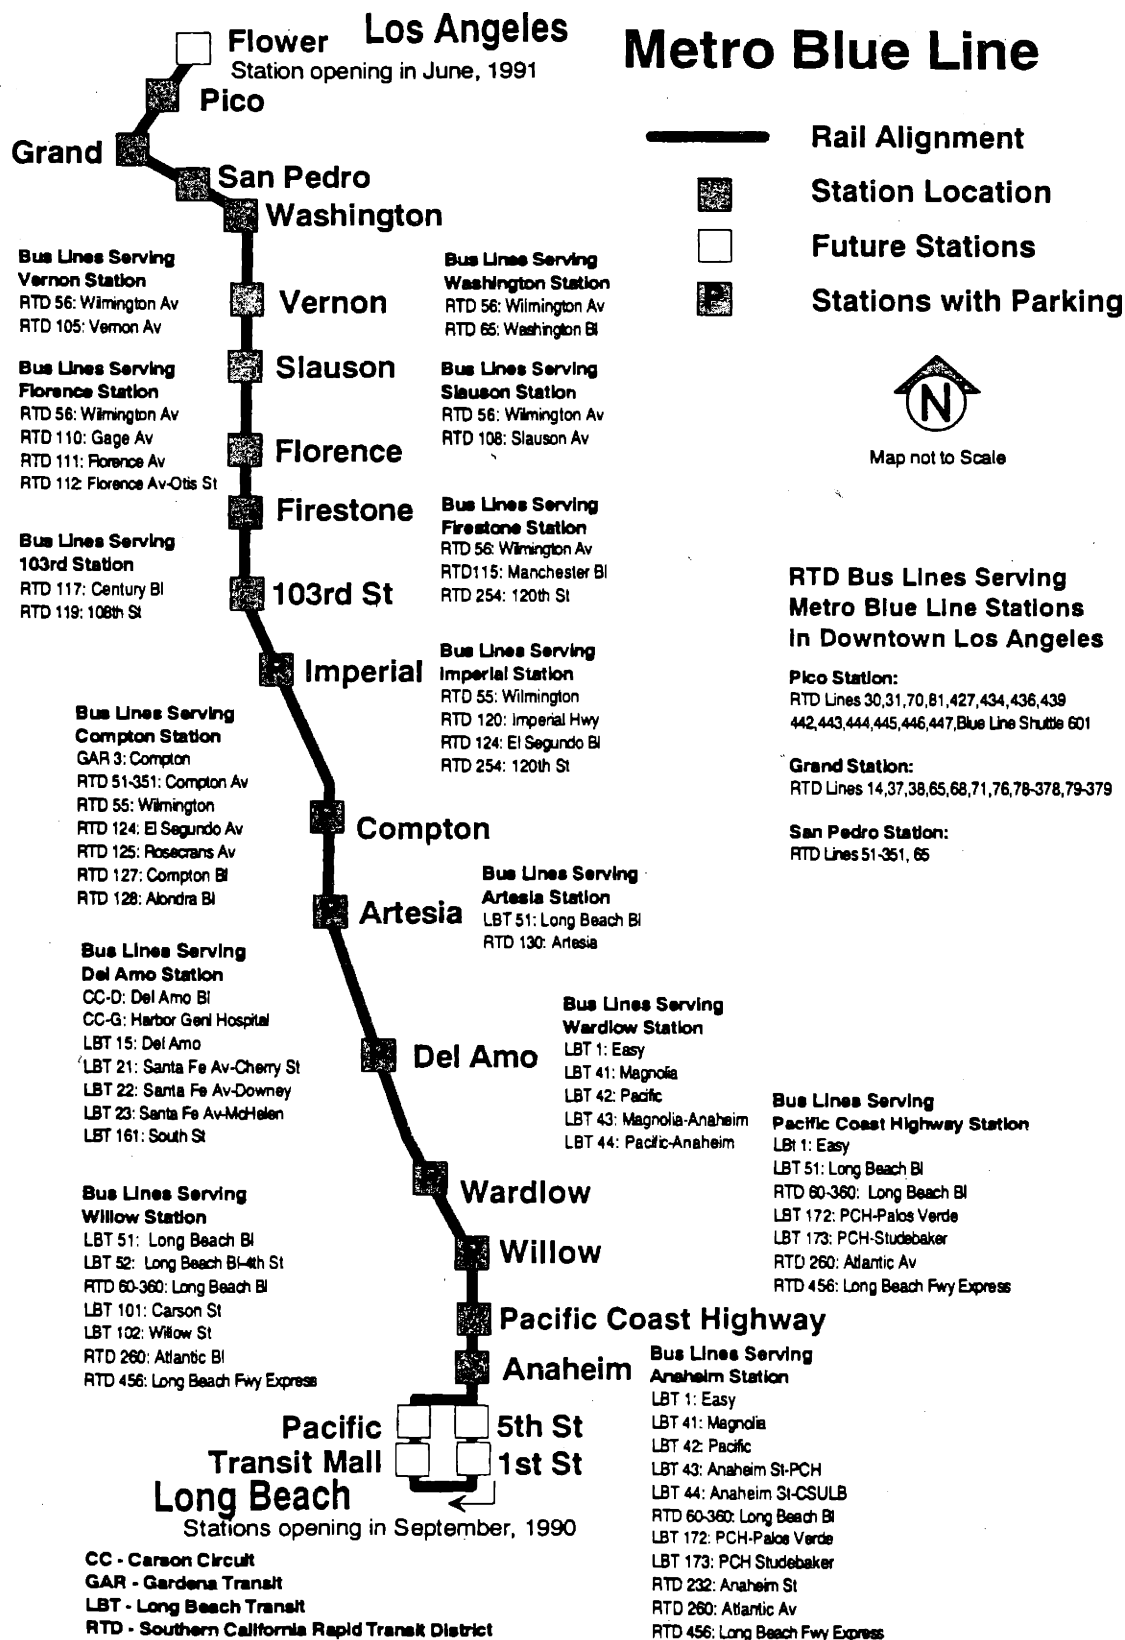 Los Angeles
Metro Blue Line
Flower
Station opening in June, 1991
Pico
Grand
San Pedro
Washington
Rail Alignment
Station Location
Future Stations
P
Stations with Parking
N
Map not to Scale
Bus Lines Serving
Vernon Station
RTD 56: Wilmington Av
RTD 105: Vernon Av
Vernon
Bus Lines Serving
Washington Station
RTD 56: Wilmington Av
RTD 65: Washington Bl
Bus Lines Serving
Florence Station
RTD 56: Wilmington Av
RTD 110: Gage Av
RTD 111: Florence Av
RTD 112: Florence Av-Otis St
Slauson
Bus Lines Serving
Slauson Station
RTD 56: Wilmington Av
RTD 108: Slauson Av
Florence
Firestone
Bus Lines Serving
Firestone Station
RTD 56: Wilmington Av
RTD115: Manchester Bl
RTD 254: 120th St
Bus Lines Serving
103rd Station
RTD 117: Century Bl
RTD 119: 108th St
103rd St
RTD Bus Lines Serving
Metro Blue Line Stations
in Downtown Los Angeles
Pico Station:
RTD Lines 30,31,70,81,427,434,436,439
442,443,444,445,446,447,Blue Line Shuttle 601
Grand Station:
RTD Lines 14,37,38,65,68,71,76,78-378,79-379
San Pedro Station:
RTD Lines 51-351, 65
P
Imperial
Bus Lines Serving
Imperial Station
RTD 55: Wilmington
RTD 120: Imperial Hwy
RTD 124: El Segundo Bl
RTD 254: 120th St
Bus Lines Serving
Compton Station
GAR 3: Compton
RTD 51-351: Compton Av
RTD 55: Wilmington
RTD 124: El Segundo Av
RTD 125: Rosecrans Av
RTD 127: Compton Bl
RTD 128: Alondra Bl
P
Compton
P
Artesia
Bus Lines Serving
Artesia Station
LBT 51: Long Beach Bl
RTD 130: Artesia
Bus Lines Serving
Del Amo Station
CC-D: Del Amo Bl
CC-G: Harbor Genl Hospital
LBT 15: Del Amo
LBT 21: Santa Fe Av-Cherry St
LBT 22: Santa Fe Av-Downey
LBT 23: Santa Fe Av-McHelen
LBT 161: South St
P
Del Amo
Bus Lines Serving
Wardlow Station
LBT 1: Easy
LBT 41: Magnolia
LBT 42: Pacific
LBT 43: Magnolia-Anaheim
LBT 44: Pacific-Anaheim
P
Wardlow
Bus Lines Serving
Pacific Coast Highway Station
LBt 1: Easy
LBT 51: Long Beach Bl
RTD 60-360: Long Beach Bl
LBT 172: PCH-Palos Verde
LBT 173: PCH-Studebaker
RTD 260: Atlantic Av
RTD 456: Long Beach Fwy Express
Bus Lines Serving
Willow Station
LBT 51: Long Beach Bl
LBT 52: Long Beach Bl-4th St
RTD 60-360: Long Beach Bl
LBT 101: Carson St
LBT 102: Willow St
RTD 260: Atlantic Bl
RTD 456: Long Beach Fwy Express
P
Willow
Pacific Coast Highway
Anaheim
Bus Lines Serving
Anaheim Station
LBT 1: Easy
LBT 41: Magnolia
LBT 42: Pacific
LBT 43: Anaheim St-PCH
LBT 44: Anaheim St-CSULB
RTD 60-360: Long Beach Bl
LBT 172: PCH-Palos Verde
LBT 173: PCH Studebaker
RTD 232: Anaheim St
RTD 260: Atlantic Av
RTD 456: Long Beach Fwy Express
Pacific
5th St
Transit Mall
1st St
Long Beach
Stations opening in September, 1990
CC - Carson Circuit
GAR - Gardena Transit
LBT - Long Beach Transit
RTD - Southern California Rapid Transit District